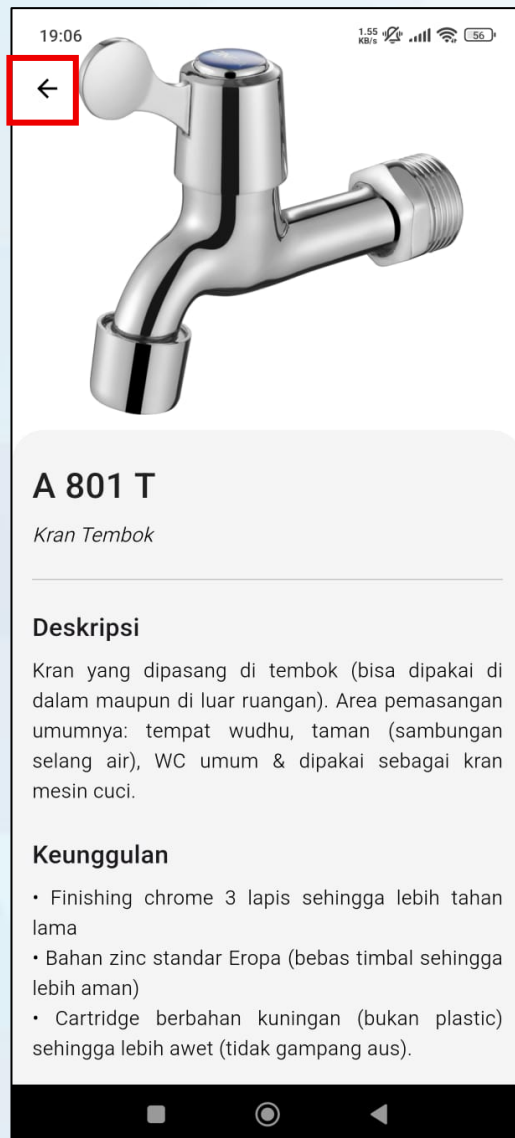 19:06
1.55
KB/s
56
A 801 T
Kran Tembok
Deskripsi
Kran yang dipasang di tembok (bisa dipakai di
dalam maupun di luar ruangan). Area pemasangan
umumnya: tempat wudhu, taman (sambungan
selang air), WC umum & dipakai sebagai kran
mesin cuci.
Keunggulan
• Finishing chrome 3 lapis sehingga lebih tahan
lama
• Bahan zinc standar Eropa (bebas timbal sehingga
lebih aman)
• Cartridge berbahan kuningan (bukan plastic)
sehingga lebih awet (tidak gampang aus).